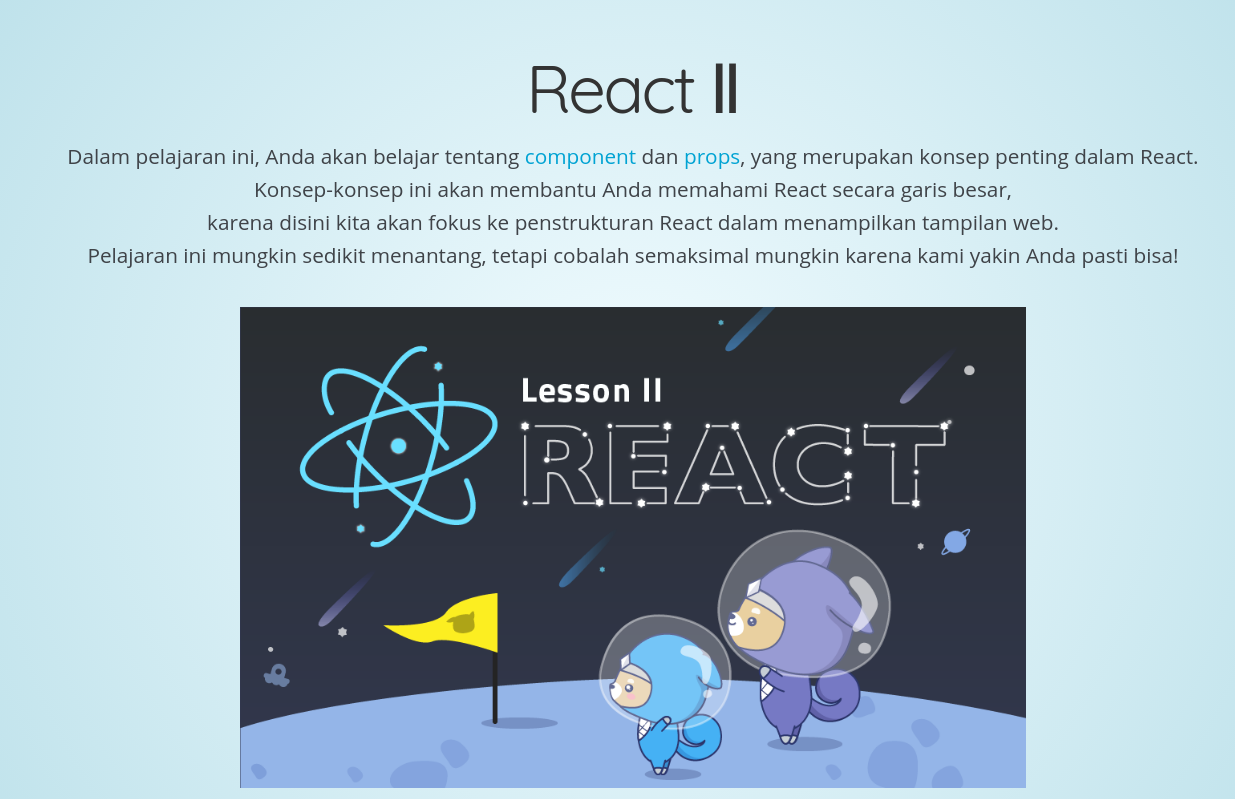 React II
Dalam pelajaran ini, Anda akan belajar tentang component dan props, yang merupakan konsep penting dalam React.
Konsep-konsep ini akan membantu Anda memahami React secara garis besar,
karena disini kita akan fokus ke penstrukturan React dalam menampilkan tampilan web.
Pelajaran ini mungkin sedikit menantang, tetapi cobalah semaksimal mungkin karena kami yakin Anda pasti bisa!
Lesson II
REACT